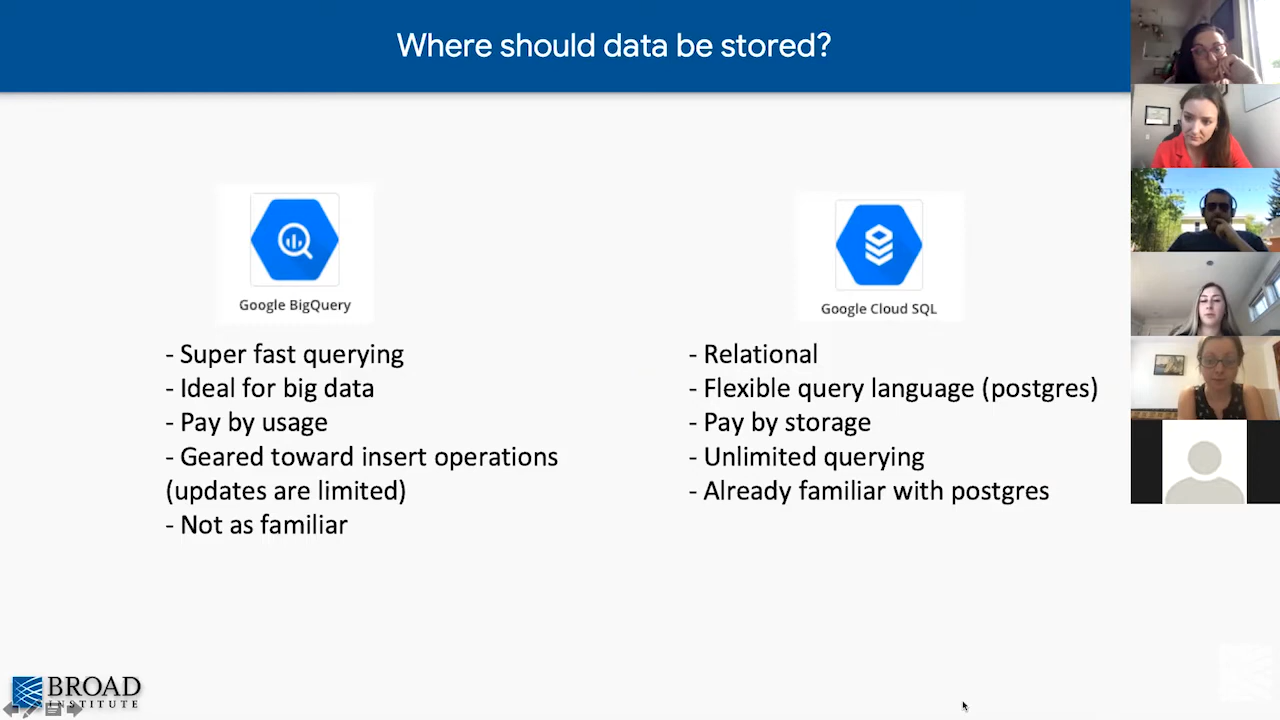 Where should data be stored?
Google BigQuery
- Super fast querying
- Ideal for big data
- Pay by usage
- Geared toward insert operations
(updates are limited)
- Not as familiar
Google Cloud SQL
- Relational
- Flexible query language (postgres)
- Pay by storage
- Unlimited querying
- Already familiar with postgres
BROAD
INSTITUTE